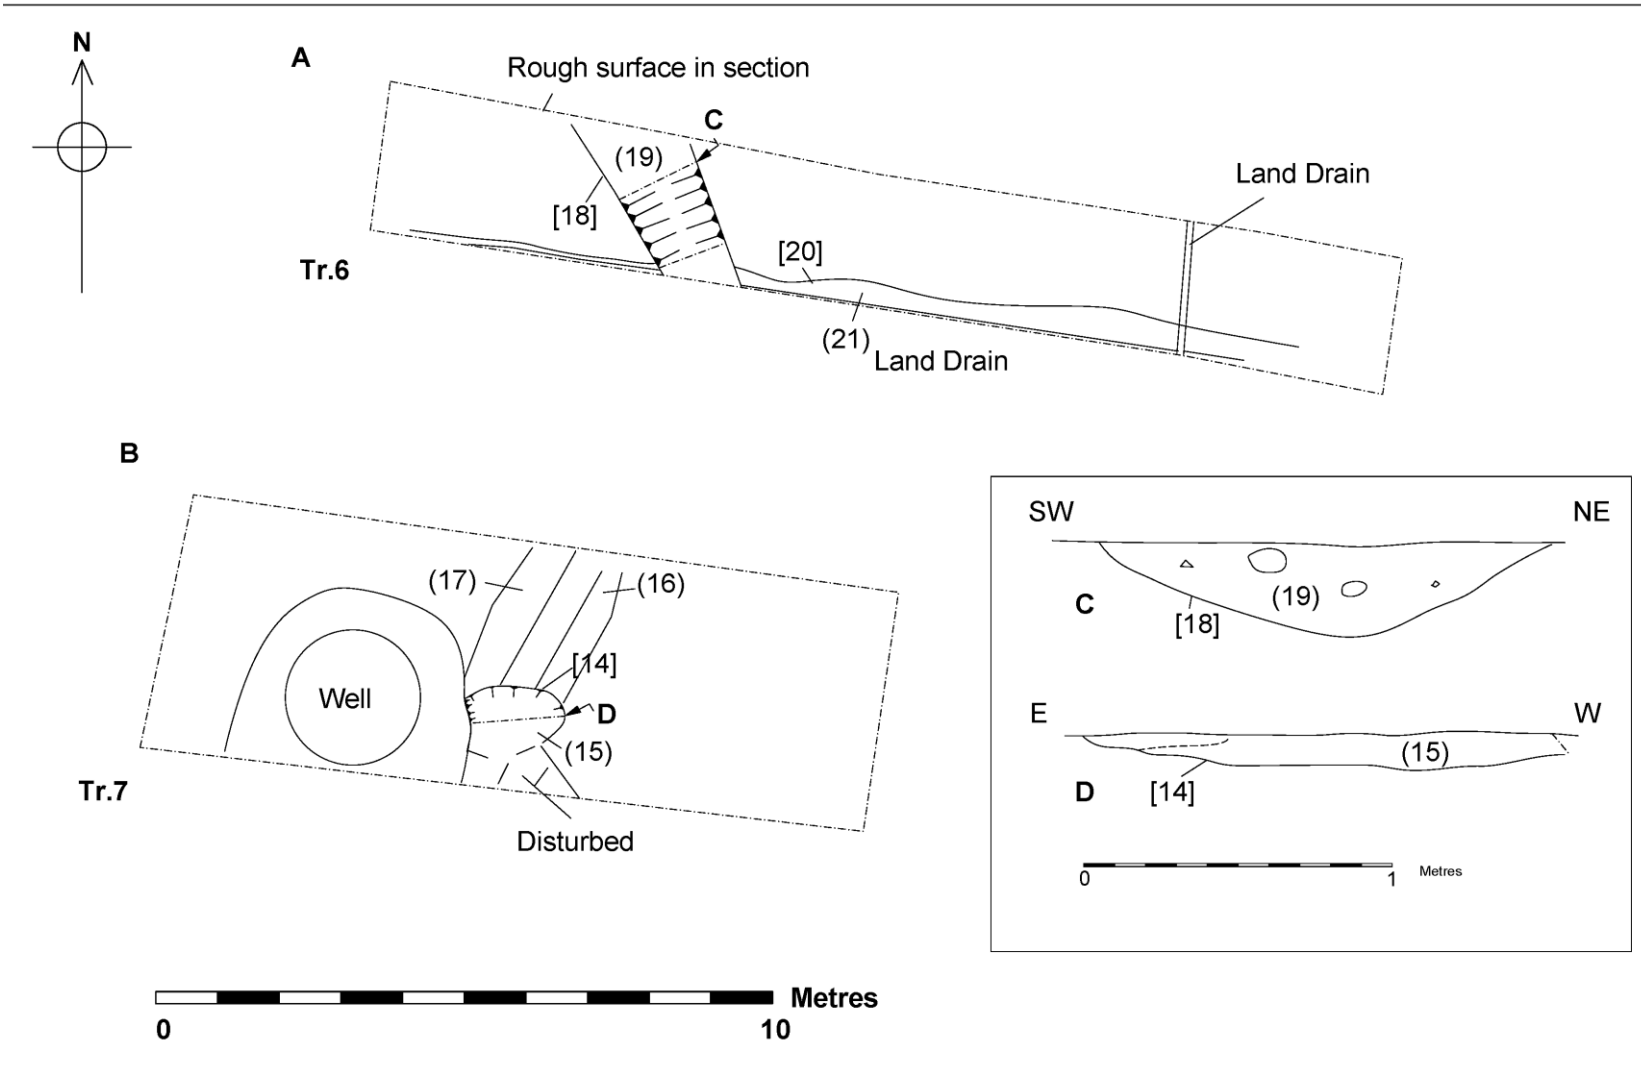 N
A
Rough surface in section
C
(19)
[18]
Land Drain
[20]
Tr.6
(21)
Land Drain
B
(17)
(16)
[14]
Well
D
(15)
Tr.7
Disturbed
SW
NE
(19)
C
[18]
E
W
(15)
D
[14]
0
1
Metres
Metres
0
10